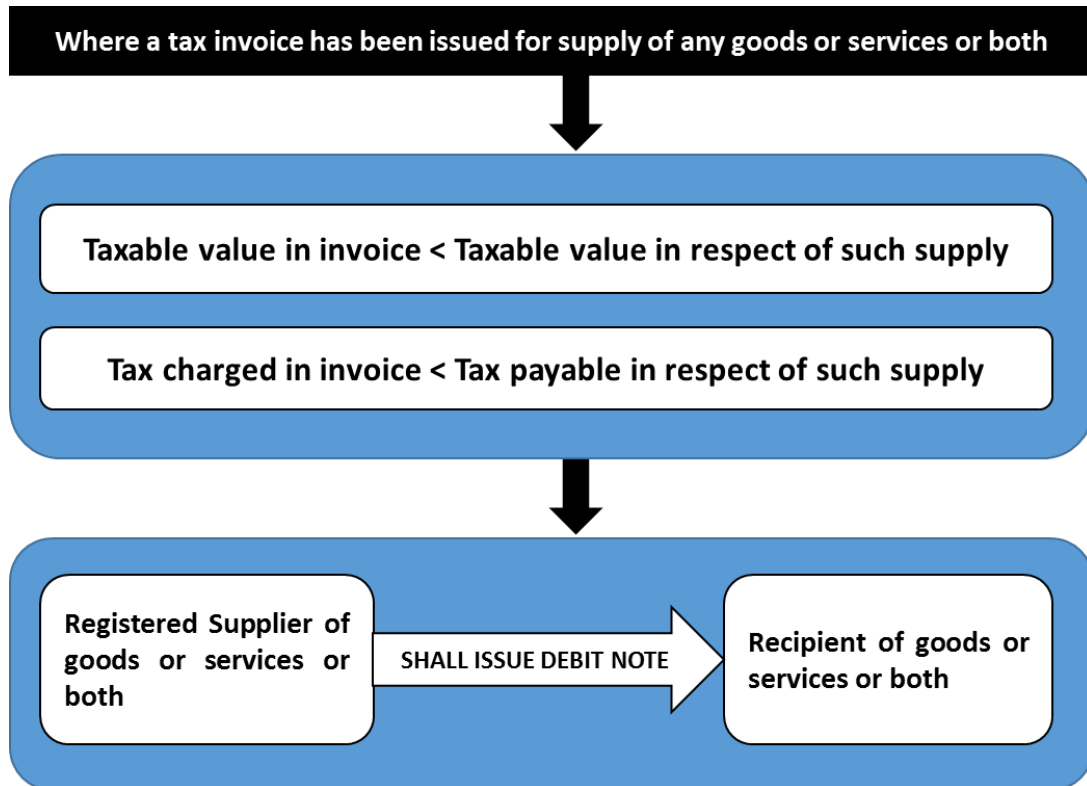 Where a tax invoice has been issued for supply of any goods or services or both
Taxable value in invoice < Taxable value in respect of such supply
Tax charged in invoice < Tax payable in respect of such supply
Registered Supplier of
goods or services or
both
SHALL ISSUE DEBIT NOTE
Recipient of goods or
services or both